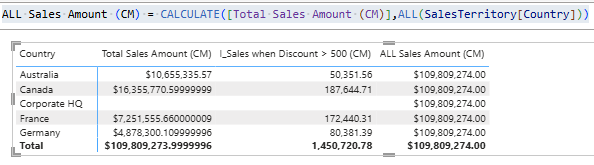 ALL Sales Amount (CM) = CALCULATE([Total Sales Amount (CM)],ALL(SalesTerritory[Country]))
Country Total Sales Amount (CM) I_Sales when Discount > 500 (CM) ALL Sales Amount (CM)
Australia $10,655,335.57 50,351.56 $109,809,274.00
Canada $16,355,770.59999999 187,644.71 $109,809,274.00
Corporate HQ $109,809,274.00
France $7,251,555.660000009 172,440.31 $109,809,274.00
Germany $4,878,300.109999996 80,381.39 $109,809,274.00
Total $109,809,273.9999996 1,450,720.78 $109,809,274.00